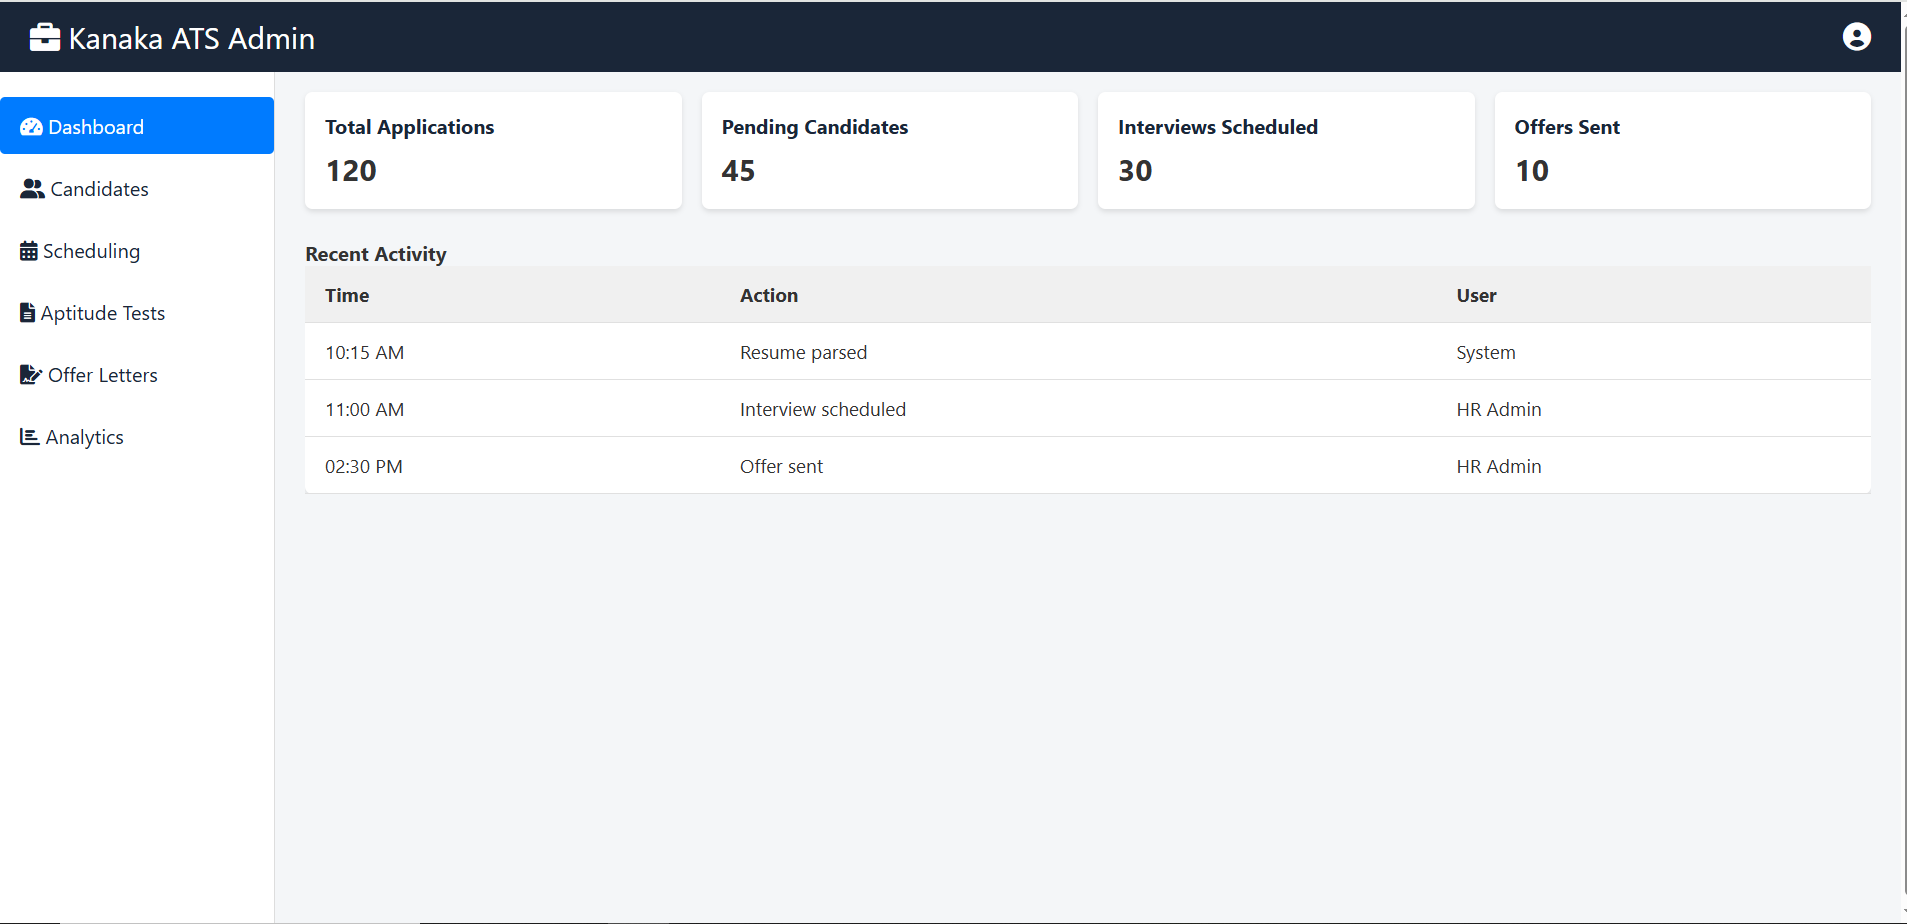 Kanaka ATS Admin
Dashboard
Candidates
Scheduling
Aptitude Tests
Offer Letters
Analytics
Total Applications
120
Pending Candidates
45
Interviews Scheduled
30
Offers Sent
10
Recent Activity
Time Action User
10:15 AM Resume parsed System
11:00 AM Interview scheduled HR Admin
02:30 PM Offer sent HR Admin